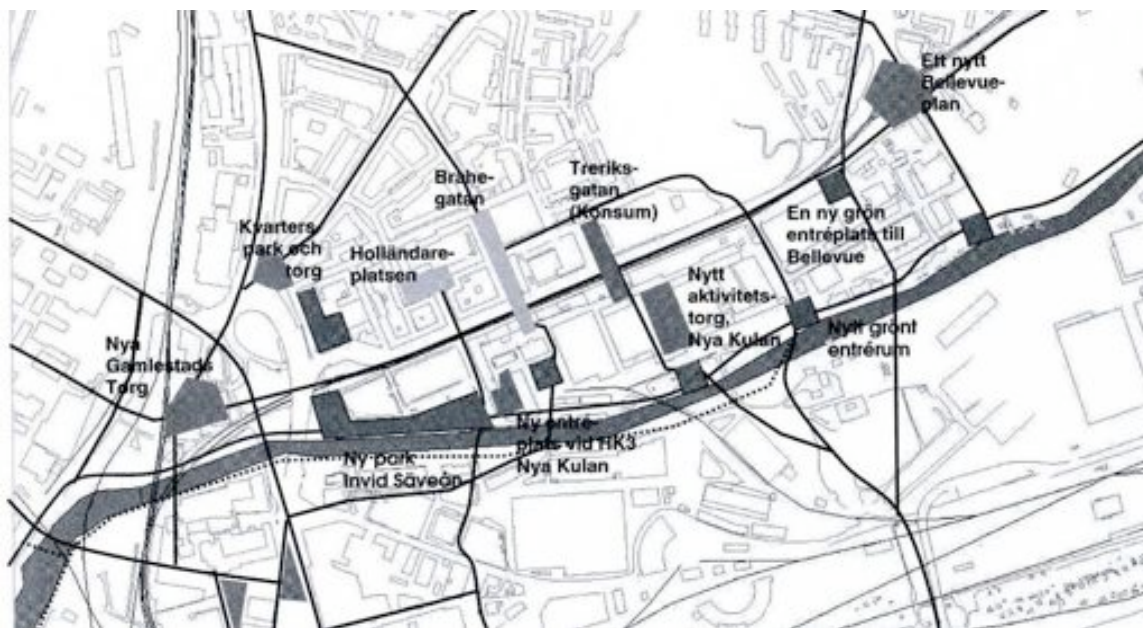 Ett nytt
Bellevue-
plan
Treriks-
gatan
(Konsum)
Brahe-
gatan
En ny grön
entréplats till
Bellevue
Kvarters
park och
torg
Holländare-
platsen
Nytt
aktivitets-
torg,
Nya Kulan
Nytt grönt
entrérum
Nya
Gamlestads
Torg
Ny entré-
plats vid HK3
Nya Kulan
Ny park
Invid Säveån